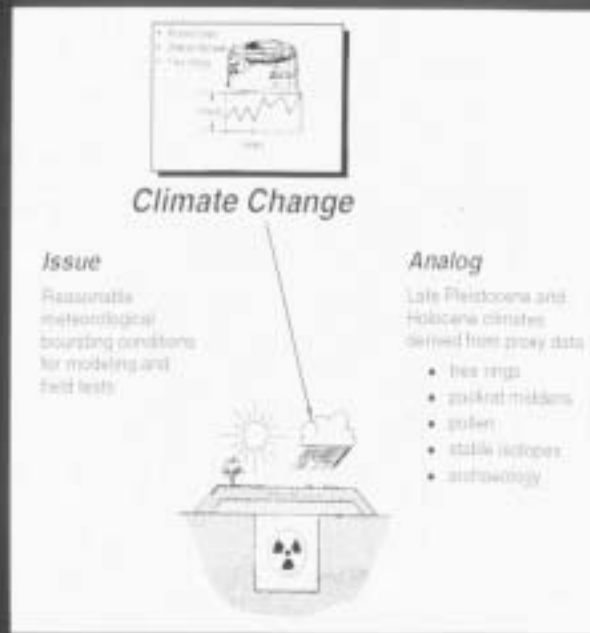 Climate Change
Issue
Reasonable
meteorological
bounding conditions
for modeling and
field tests
Analog
Late Pleistocene and
Holocene climates
derived from proxy data
• tree rings
• packrat middens
• pollen
• stable isotopes
• archaeology